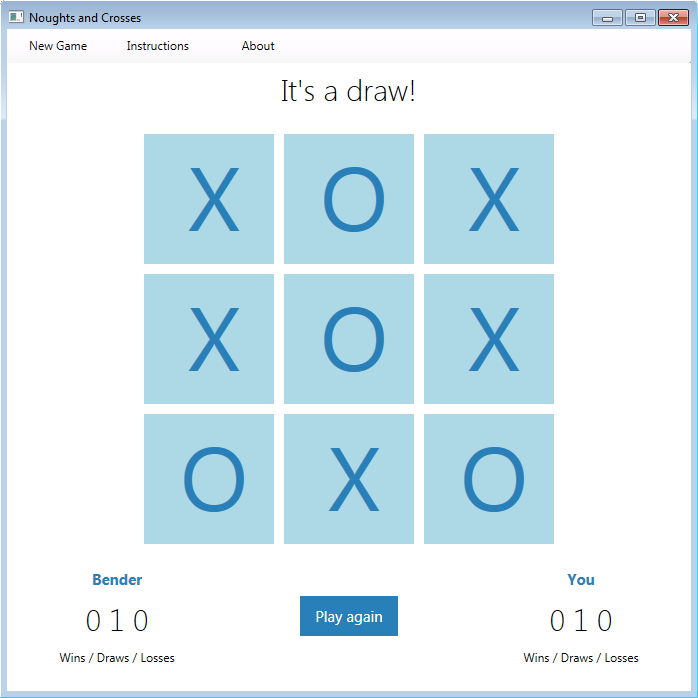 Noughts and Crosses
New Game Instructions About
It's a draw!
X O X
X O X
O X O
Bender You
0 1 0 Play again 0 1 0
Wins / Draws / Losses Wins / Draws / Losses